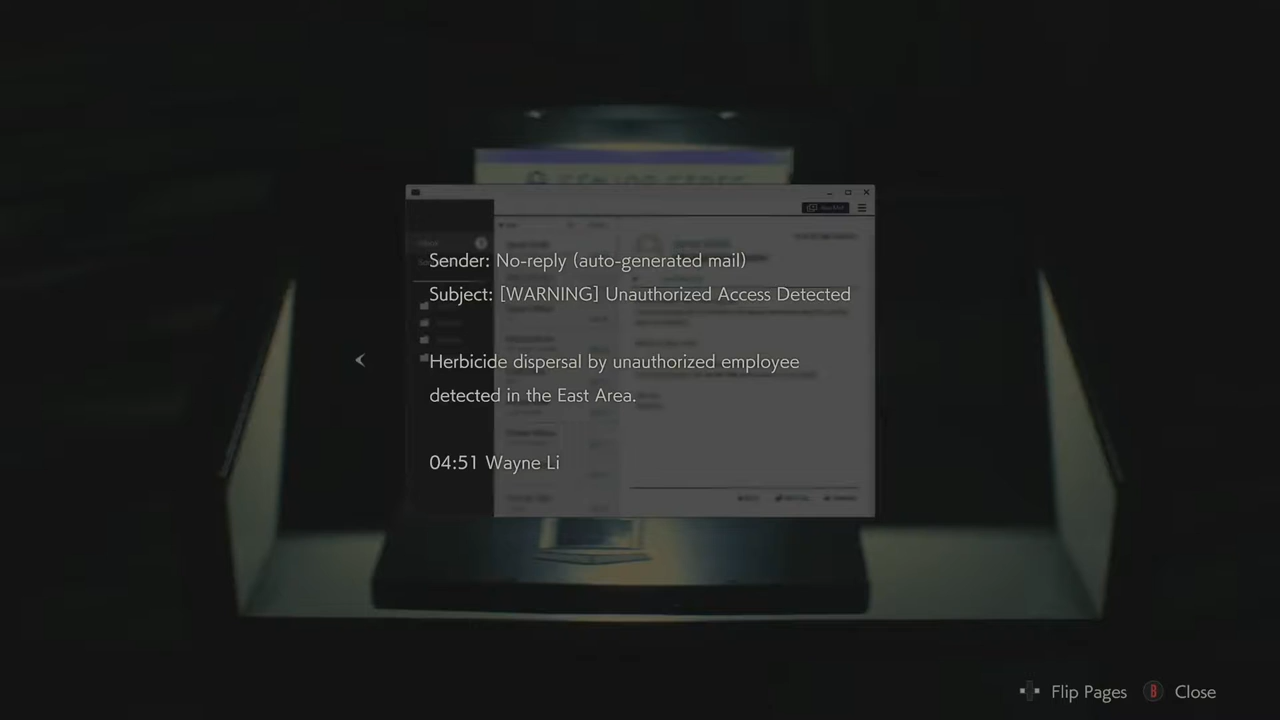 Sender: No-reply (auto-generated mail)
Subject: [WARNING] Unauthorized Access Detected
Herbicide dispersal by unauthorized employee
detected in the East Area.
04:51 Wayne Li
Flip Pages B Close